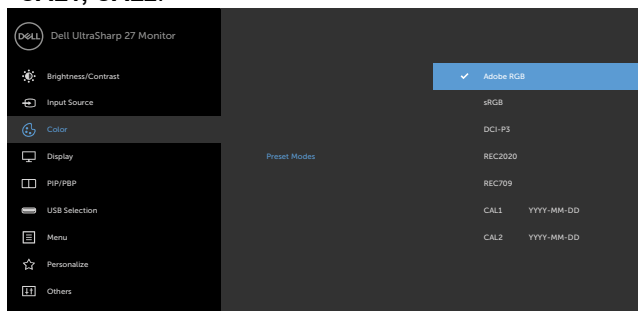 CAL1, CAL2.
DELL Dell UltraSharp 27 Monitor
Brightness/Contrast Adobe RGB
Input Source sRGB
Color DCI-P3
Display Preset Modes REC2020
PIP/PBP REC709
USB Selection CAL1 YYYY-MM-DD
Menu CAL2 YYYY-MM-DD
Personalize
Others